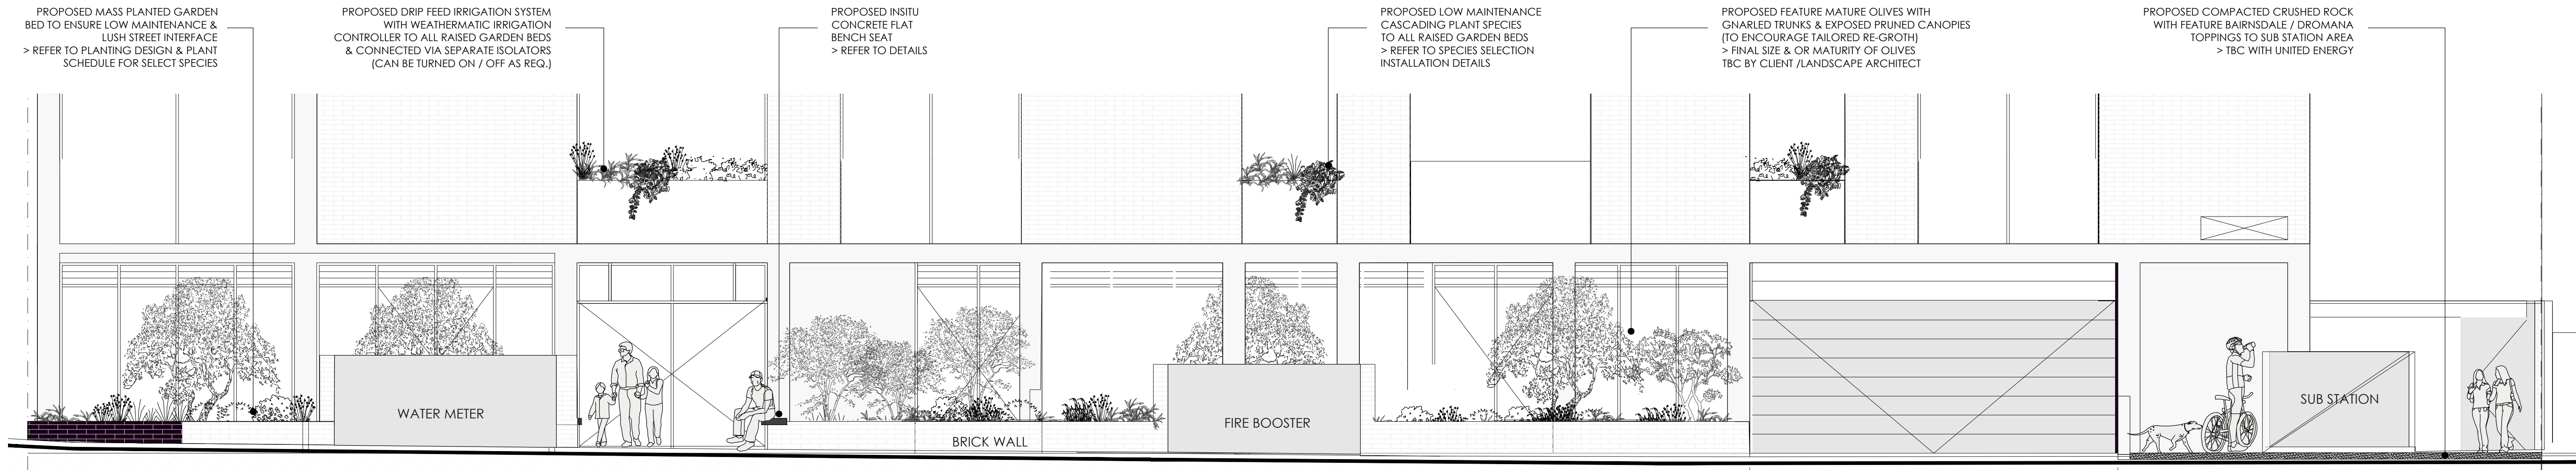 PROPOSED MASS PLANTED GARDEN
BED TO ENSURE LOW MAINTENANCE &
LUSH STREET INTERFACE
> REFER TO PLANTING DESIGN & PLANT
SCHEDULE FOR SELECT SPECIES
PROPOSED DRIP FEED IRRIGATION SYSTEM
WITH WEATHERMATIC IRRIGATION
CONTROLLER TO ALL RAISED GARDEN BEDS
& CONNECTED VIA SEPARATE ISOLATORS
(CAN BE TURNED ON / OFF AS REQ.)
PROPOSED INSITU
CONCRETE FLAT
BENCH SEAT
> REFER TO DETAILS
PROPOSED LOW MAINTENANCE
CASCADING PLANT SPECIES
TO ALL RAISED GARDEN BEDS
> REFER TO SPECIES SELECTION
INSTALLATION DETAILS
PROPOSED FEATURE MATURE OLIVES WITH
GNARLED TRUNKS & EXPOSED PRUNED CANOPIES
(TO ENCOURAGE TAILORED RE-GROTH)
> FINAL SIZE & OR MATURITY OF OLIVES
TBC BY CLIENT /LANDSCAPE ARCHITECT
PROPOSED COMPACTED CRUSHED ROCK
WITH FEATURE BAIRNSDALE / DROMANA
TOPPINGS TO SUB STATION AREA
> TBC WITH UNITED ENERGY
WATER METER
BRICK WALL
FIRE BOOSTER
SUB STATION